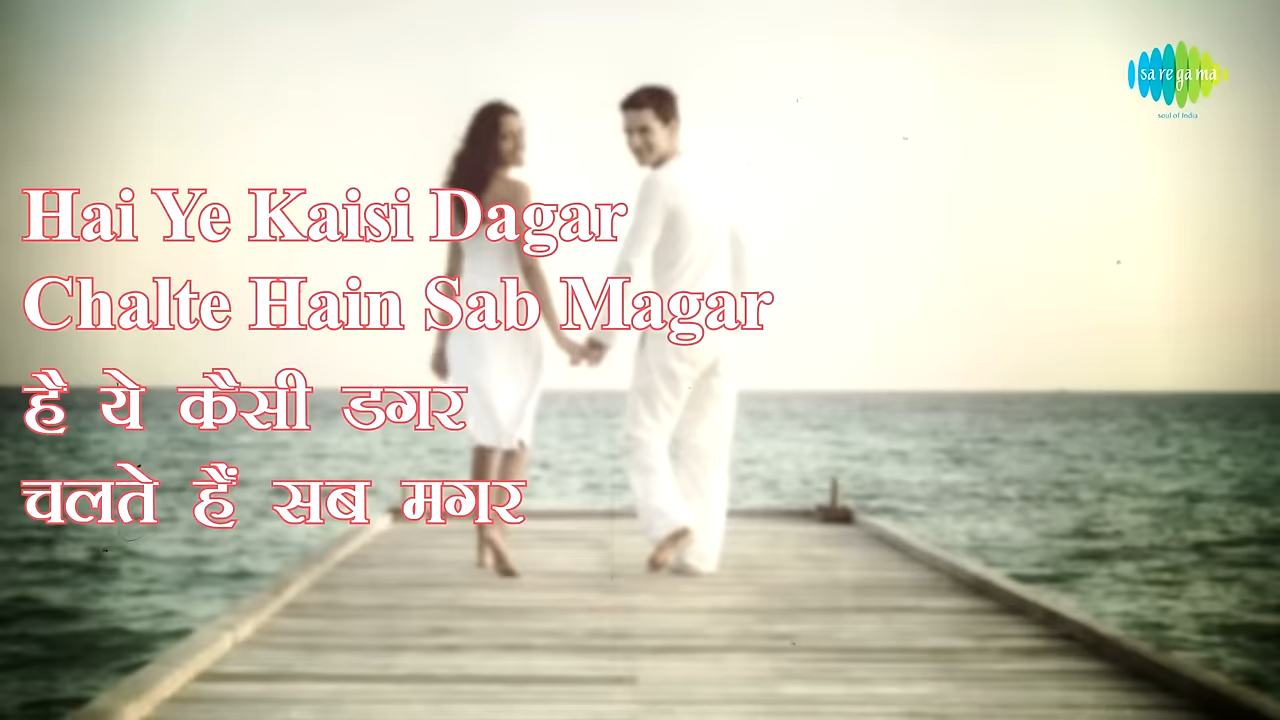 sa re ga ma
soul of India
Hai Ye Kaisi Dagar
Chalte Hain Sab Magar
है ये कैसी डगर
चलते हैं सब मगर